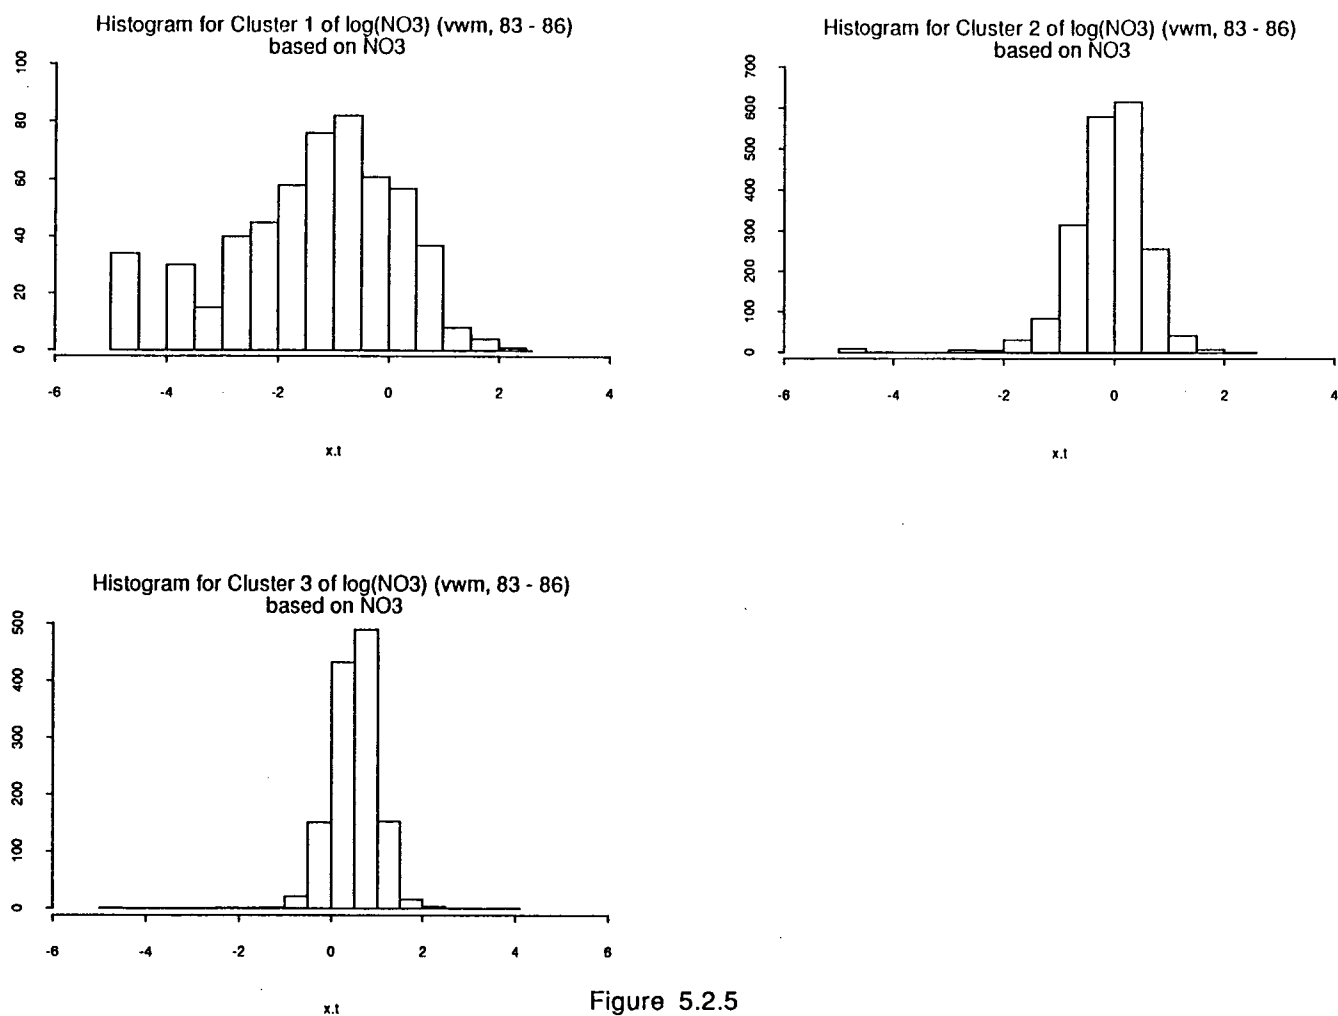 Histogram for Cluster 1 of log(NO3) (vwm, 83 - 86)
based on NO3
100
80
60
40
20
0
-6 -4 -2 0 2 4
x.t
Histogram for Cluster 2 of log(NO3) (vwm, 83 - 86)
based on NO3
700
600
500
400
300
200
100
0
-6 -4 -2 0 2 4
x.t
Histogram for Cluster 3 of log(NO3) (vwm, 83 - 86)
based on NO3
500
400
300
200
100
0
-6 -4 -2 0 2 4 6
x.t
Figure 5.2.5